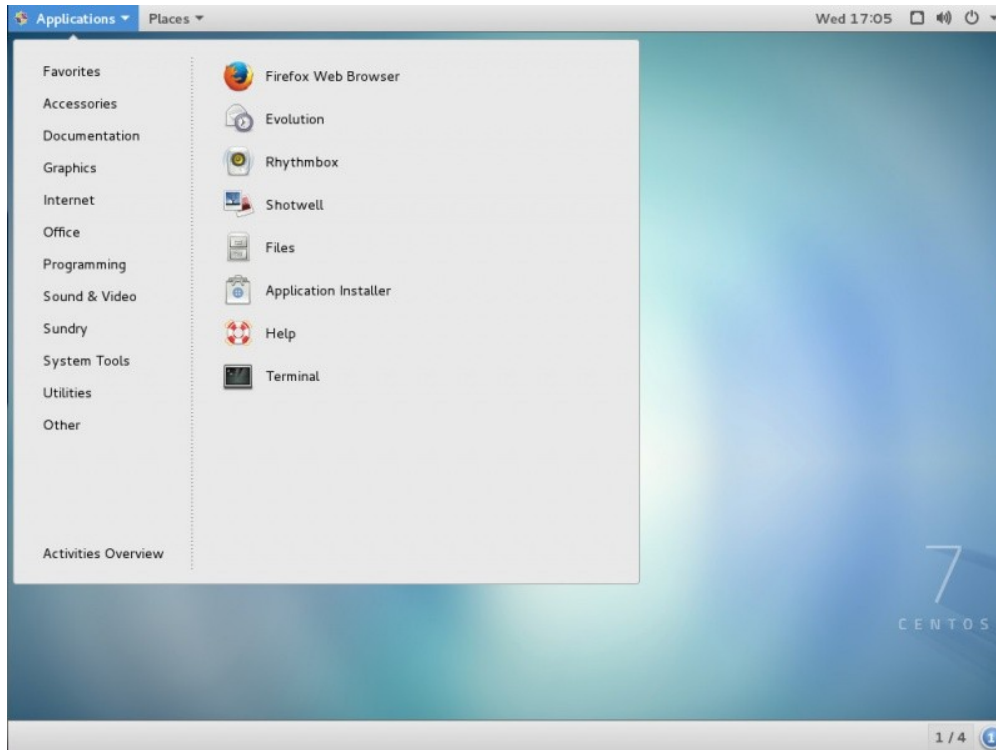 Applications Places Wed 17:05
Favorites
Accessories
Documentation
Graphics
Internet
Office
Programming
Sound & Video
Sundry
System Tools
Utilities
Other
Activities Overview
Firefox Web Browser
Evolution
Rhythmbox
Shotwell
Files
Application Installer
Help
Terminal
7
CENTOS
1 / 4 1